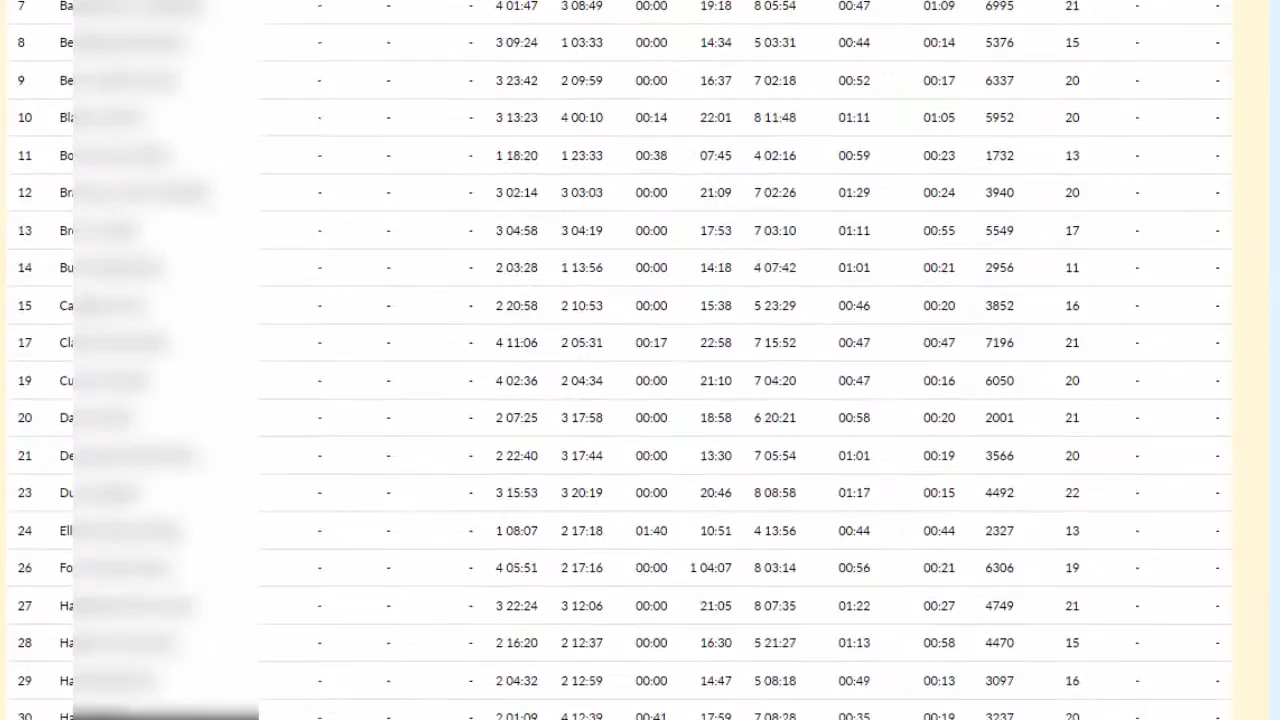 7 Ba - - - 4 01:47 3 08:49 00:00 19:18 8 05:54 00:47 01:09 6995 21 - -
8 Be - - - 3 09:24 1 03:33 00:00 14:34 5 03:31 00:44 00:14 5376 15 - -
9 Be - - - 3 23:42 2 09:59 00:00 16:37 7 02:18 00:52 00:17 6337 20 - -
10 Bla - - - 3 13:23 4 00:10 00:14 22:01 8 11:48 01:11 01:05 5952 20 - -
11 Bo - - - 1 18:20 1 23:33 00:38 07:45 4 02:16 00:59 00:23 1732 13 - -
12 Br - - - 3 02:14 3 03:03 00:00 21:09 7 02:26 01:29 00:24 3940 20 - -
13 Bro - - - 3 04:58 3 04:19 00:00 17:53 7 03:10 01:11 00:55 5549 17 - -
14 Bu - - - 2 03:28 1 13:56 00:00 14:18 4 07:42 01:01 00:21 2956 11 - -
15 Ca - - - 2 20:58 2 10:53 00:00 15:38 5 23:29 00:46 00:20 3852 16 - -
17 Cla - - - 4 11:06 2 05:31 00:17 22:58 7 15:52 00:47 00:47 7196 21 - -
19 Cu - - - 4 02:36 2 04:34 00:00 21:10 7 04:20 00:47 00:16 6050 20 - -
20 Da - - - 2 07:25 3 17:58 00:00 18:58 6 20:21 00:58 00:20 2001 21 - -
21 De - - - 2 22:40 3 17:44 00:00 13:30 7 05:54 01:01 00:19 3566 20 - -
23 Du - - - 3 15:53 3 20:19 00:00 20:46 8 08:58 01:17 00:15 4492 22 - -
24 Ell - - - 1 08:07 2 17:18 01:40 10:51 4 13:56 00:44 00:44 2327 13 - -
26 Fo - - - 4 05:51 2 17:16 00:00 1 04:07 8 03:14 00:56 00:21 6306 19 - -
27 Ha - - - 3 22:24 3 12:06 00:00 21:05 8 07:35 01:22 00:27 4749 21 - -
28 Ha - - - 2 16:20 2 12:37 00:00 16:30 5 21:27 01:13 00:58 4470 15 - -
29 Ha - - - 2 04:32 2 12:59 00:00 14:47 5 08:18 00:49 00:13 3097 16 - -
30 Ha - - - 2 01:09 4 12:39 00:41 17:59 7 08:28 00:35 00:19 3237 20 - -